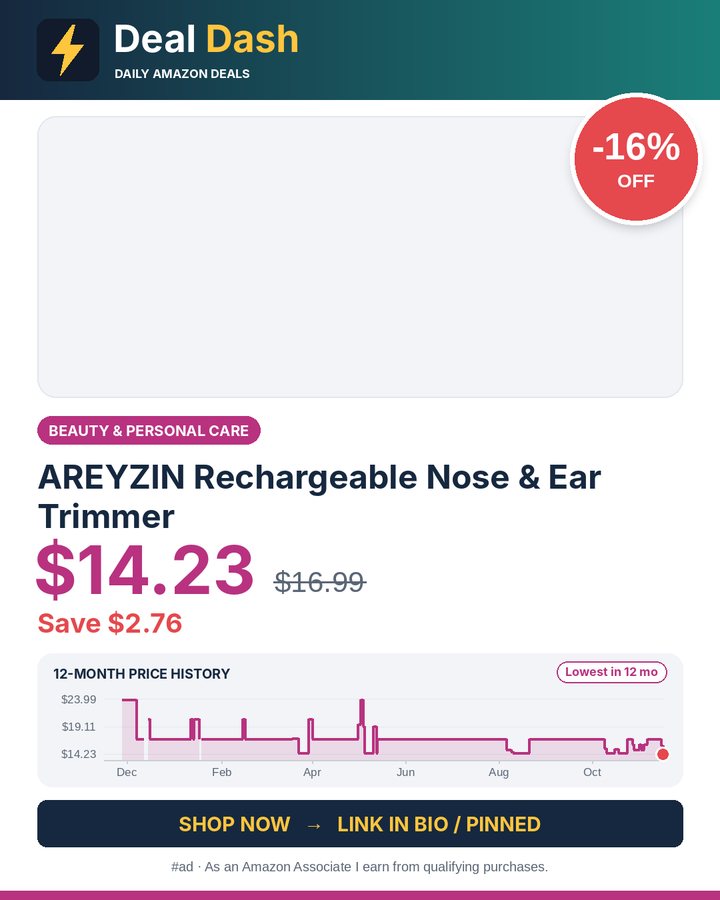 Deal Dash
DAILY AMAZON DEALS
-16%
OFF
BEAUTY & PERSONAL CARE
AREYZIN Rechargeable Nose & Ear
Trimmer
$14.23 $16.99
Save $2.76
12-MONTH PRICE HISTORY
Lowest in 12 mo
$23.99
$19.11
$14.23
Dec Feb Apr Jun Aug Oct
SHOP NOW → LINK IN BIO / PINNED
#ad · As an Amazon Associate I earn from qualifying purchases.